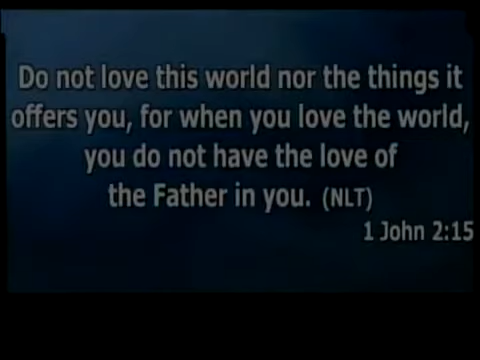 Do not love this world nor the things it
offers you, for when you love the world,
you do not have the love of
the Father in you. (NLT)
1 John 2:15